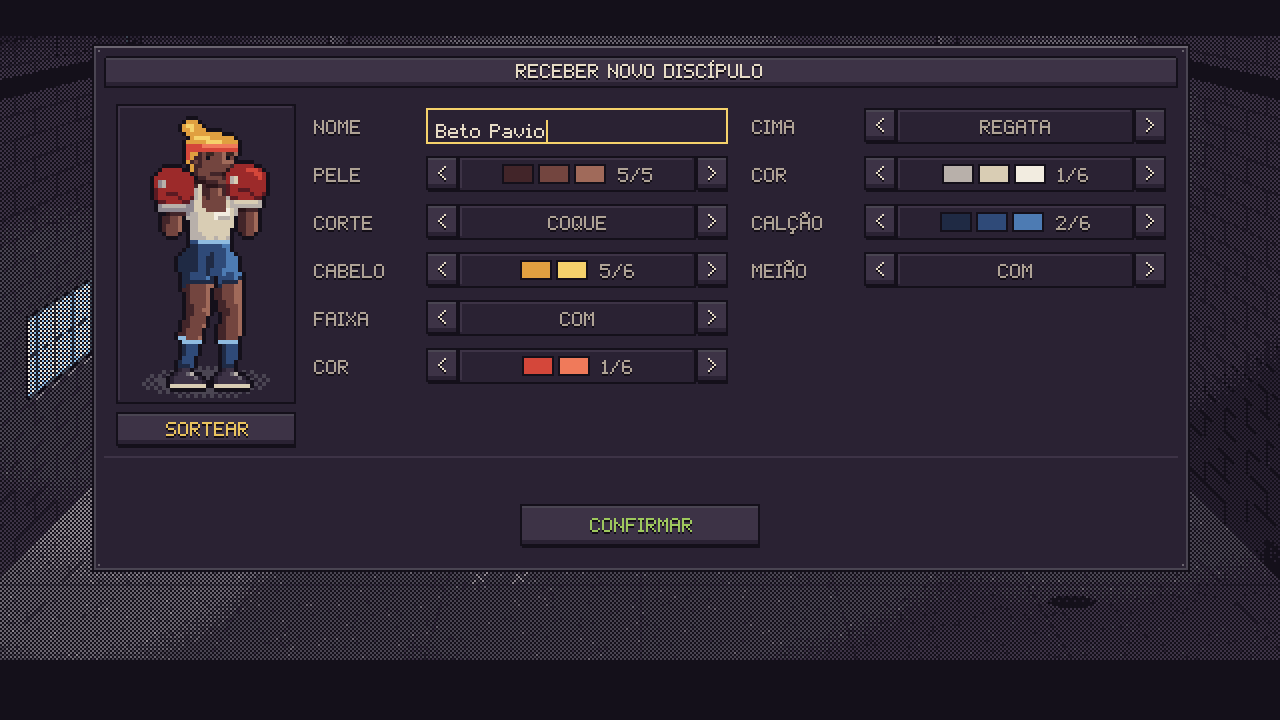 RECEBER NOVO DISCÍPULO
NOME
Beto Pavio
PELE
5/5
CORTE
COQUE
CABELO
5/6
FAIXA
COM
COR
1/6
CIMA
REGATA
COR
1/6
CALÇÃO
2/6
MEIÃO
COM
SORTEAR
CONFIRMAR